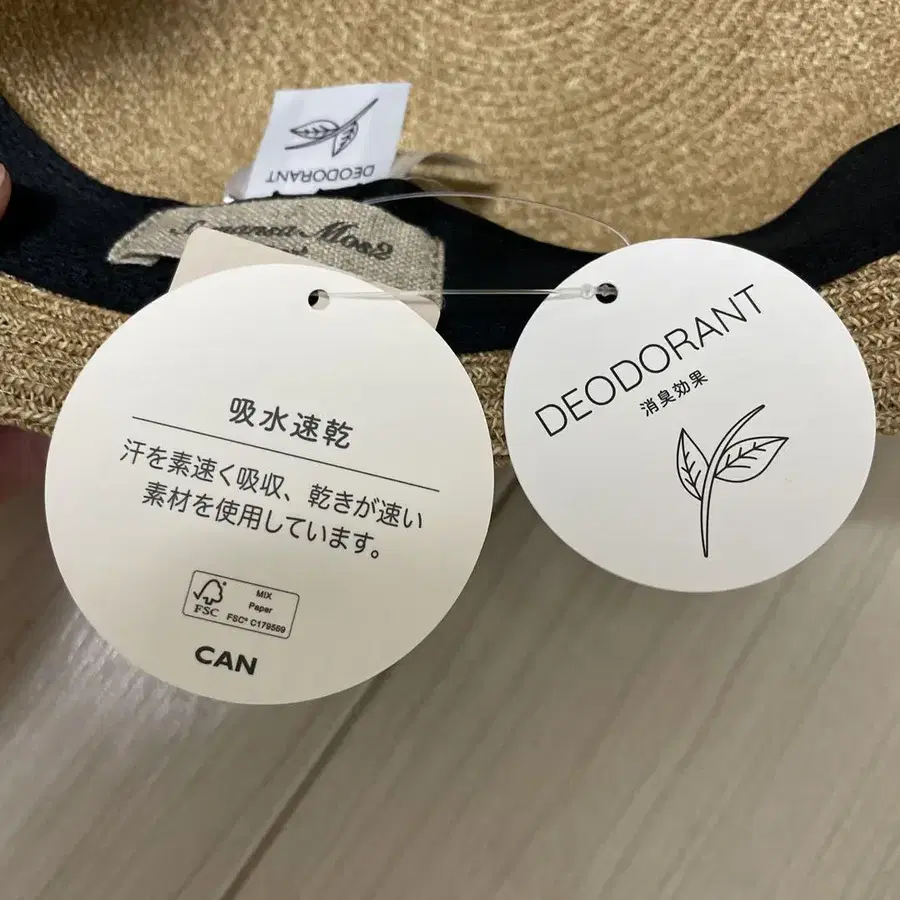 DEODORANT
Samansa Mos2
吸水速乾
汗を素速く吸収、乾きが速い
素材を使用しています。
FSC
MIX
Paper
FSC® C179589
CAN
DEODORANT
消臭効果